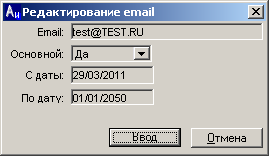 Аи Редактирование email
Email: test@TEST.RU
Основной: Да
С даты: 29/03/2011
По дату: 01/01/2050
Ввод Отмена